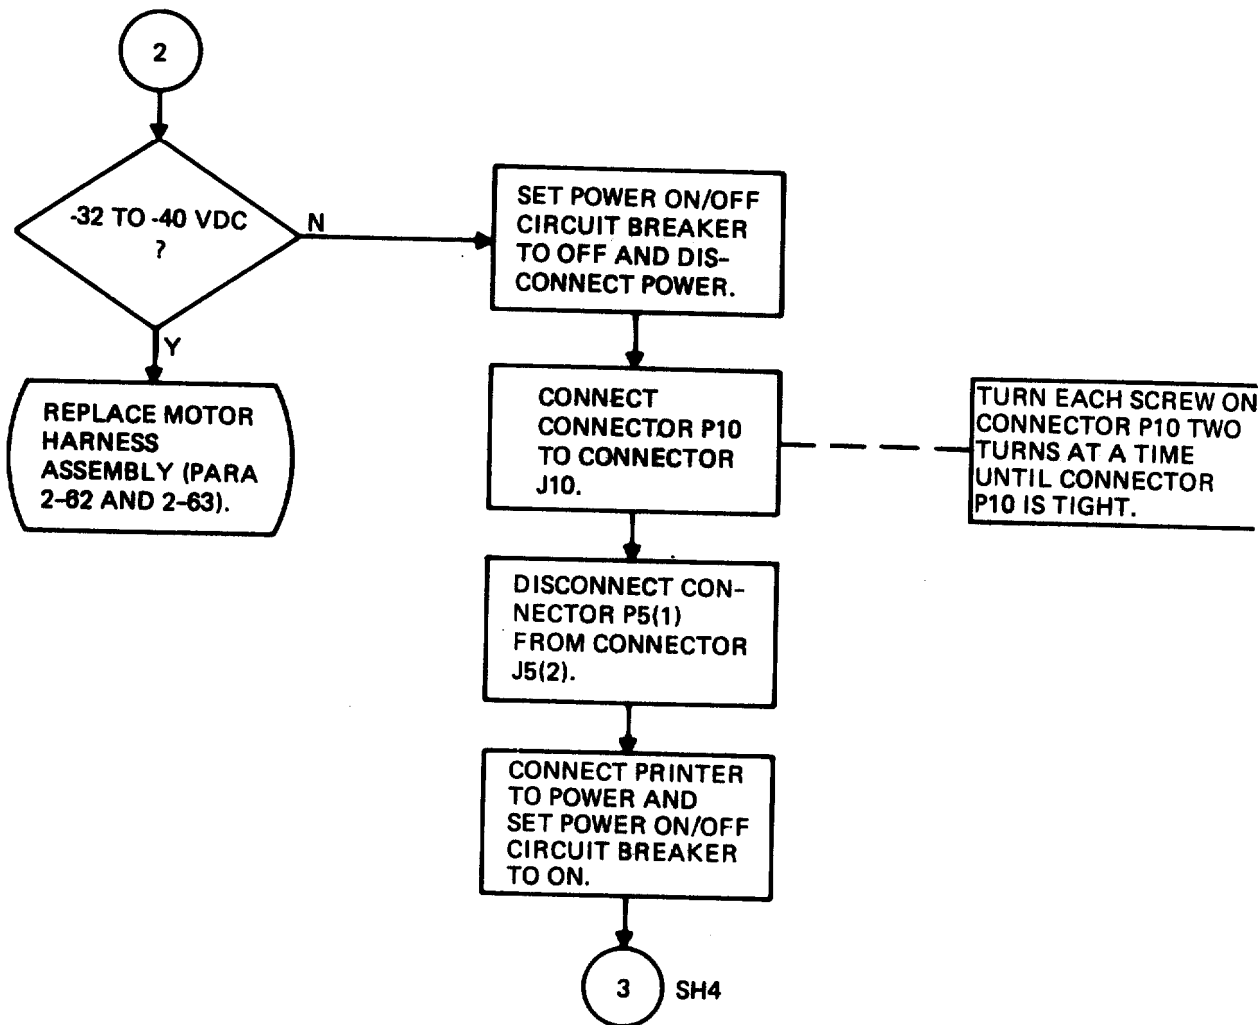 2
-32 TO -40 VDC
?
N
Y
REPLACE MOTOR
HARNESS
ASSEMBLY (PARA
2-62 AND 2-63).
SET POWER ON/OFF
CIRCUIT BREAKER
TO OFF AND DIS-
CONNECT POWER.
CONNECT
CONNECTOR P10
TO CONNECTOR
J10.
TURN EACH SCREW ON
CONNECTOR P10 TWO
TURNS AT A TIME
UNTIL CONNECTOR
P10 IS TIGHT.
DISCONNECT CON-
NECTOR P5(1)
FROM CONNECTOR
J5(2).
CONNECT PRINTER
TO POWER AND
SET POWER ON/OFF
CIRCUIT BREAKER
TO ON.
3 SH4